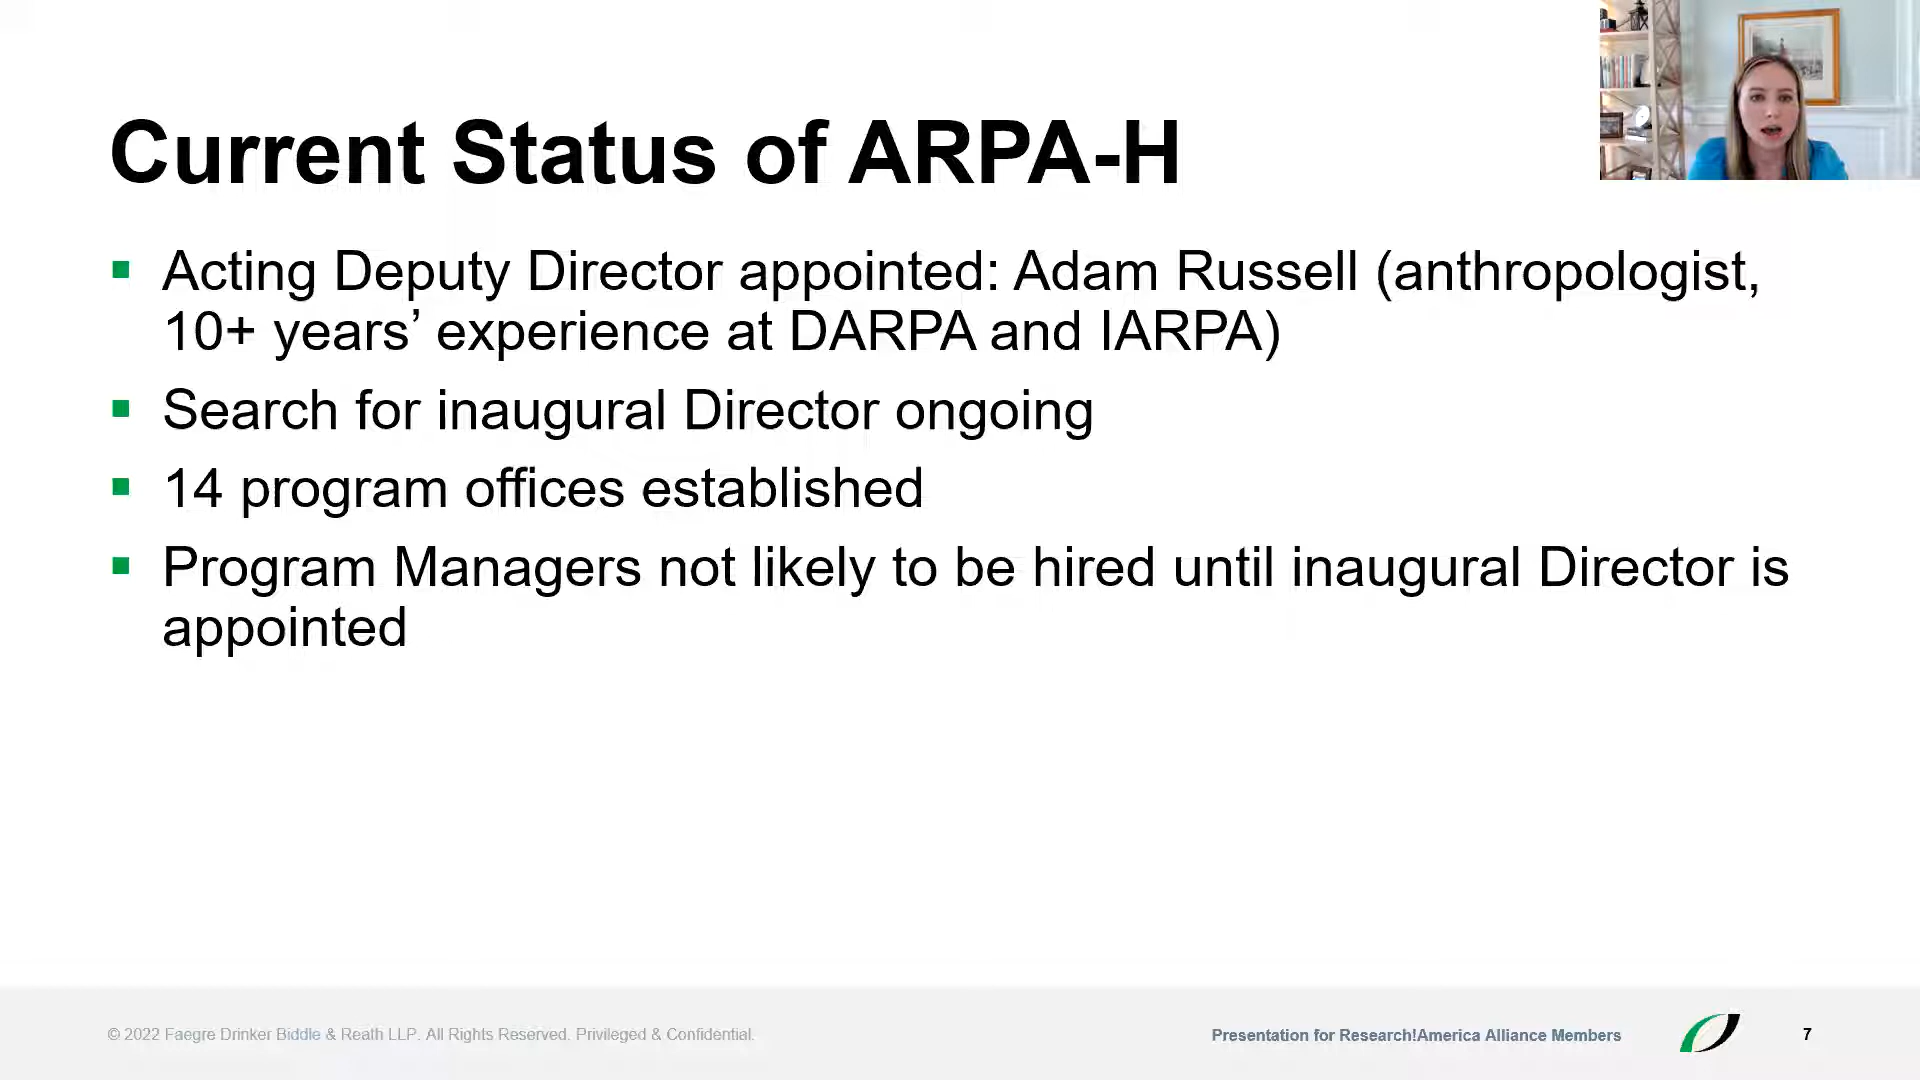 Current Status of ARPA-H
Acting Deputy Director appointed: Adam Russell (anthropologist,
10+ years’ experience at DARPA and IARPA)
Search for inaugural Director ongoing
14 program offices established
Program Managers not likely to be hired until inaugural Director is
appointed
© 2022 Faegre Drinker Biddle & Reath LLP. All Rights Reserved. Privileged & Confidential.
Presentation for Research!America Alliance Members
7